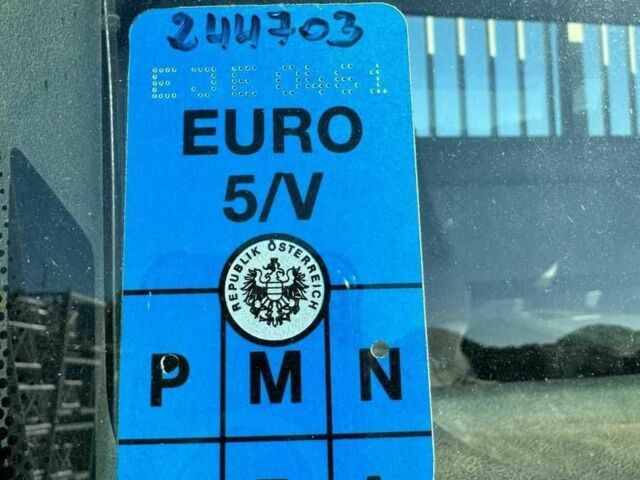 244703
EURO
5/V
REPUBLIK ÖSTERREICH
P M N